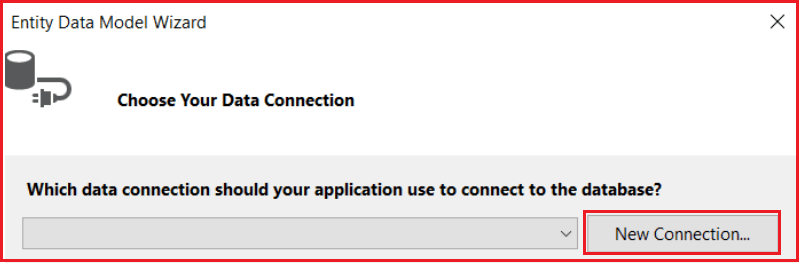 Entity Data Model Wizard
Choose Your Data Connection
Which data connection should your application use to connect to the database?
New Connection...